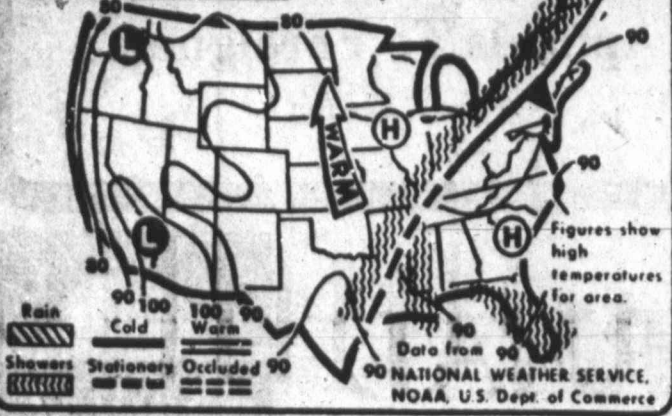 80
80
L
90
H
WARM
90
L
H
Figures show
high
temperatures
for area.
80
90 100
100
90
Rain
Cold
Warm
Showers
Stationary
Occluded
90
90
90
90
Data from
NATIONAL WEATHER SERVICE,
NOAA, U.S. Dept. of Commerce